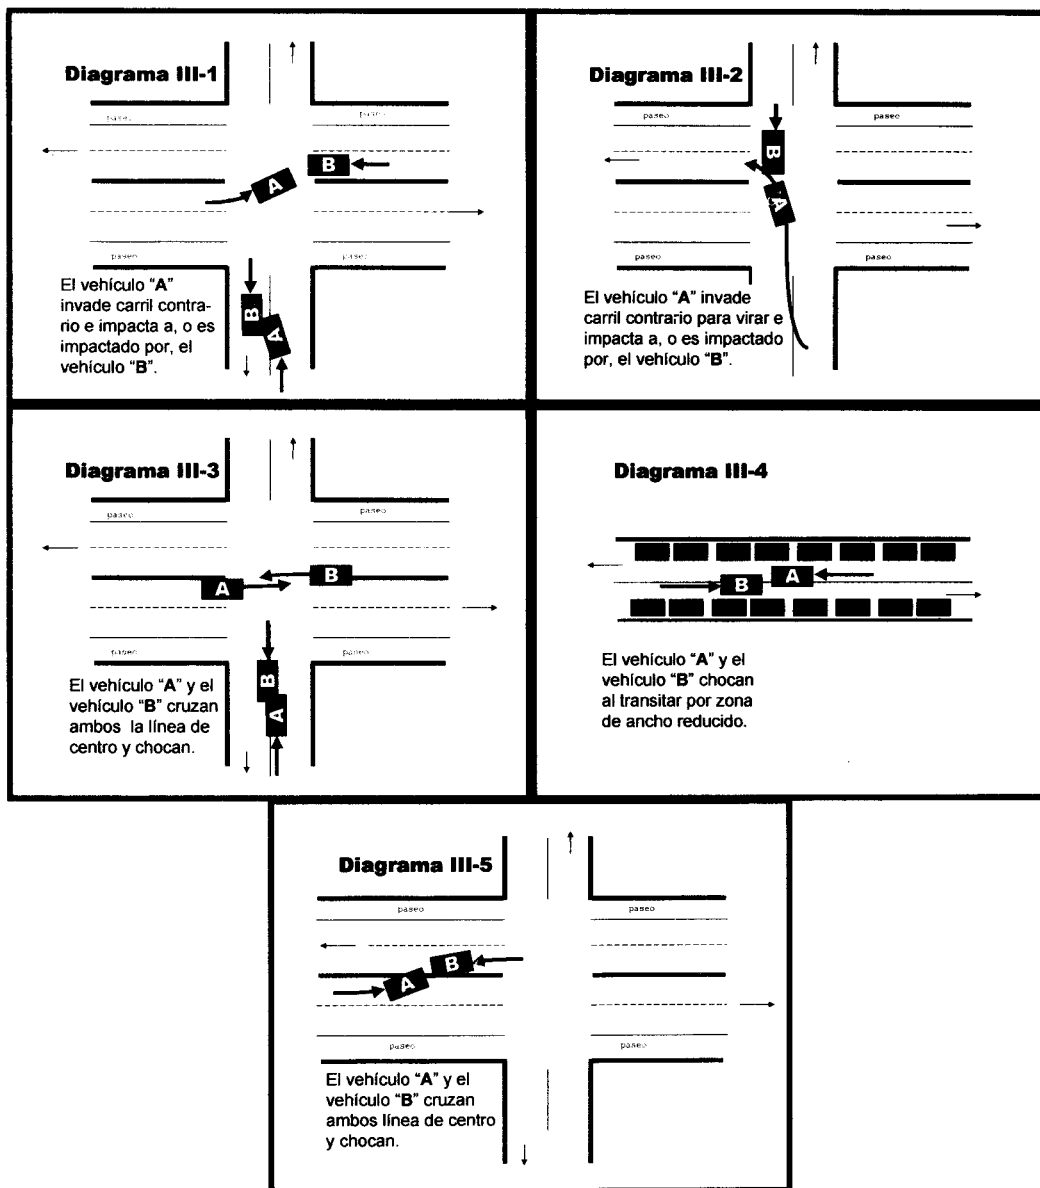 Diagrama III-1
paseo
paseo
B
A
paseo
paseo
El vehículo "A"
invade carril contra-
rio e impacta a, o es
impactado por, el
vehículo "B".
B
A
Diagrama III-2
paseo
paseo
B
A
paseo
paseo
El vehículo "A" invade
carril contrario para virar e
impacta a, o es impactado
por, el vehículo "B".
Diagrama III-3
paseo
paseo
B
A
paseo
paseo
El vehículo "A" y el
vehículo "B" cruzan
ambos la línea de
centro y chocan.
B
A
Diagrama III-4
A
B
El vehículo "A" y el
vehículo "B" chocan
al transitar por zona
de ancho reducido.
Diagrama III-5
paseo
paseo
B
A
paseo
paseo
El vehículo "A" y el
vehículo "B" cruzan
ambos línea de centro
y chocan.